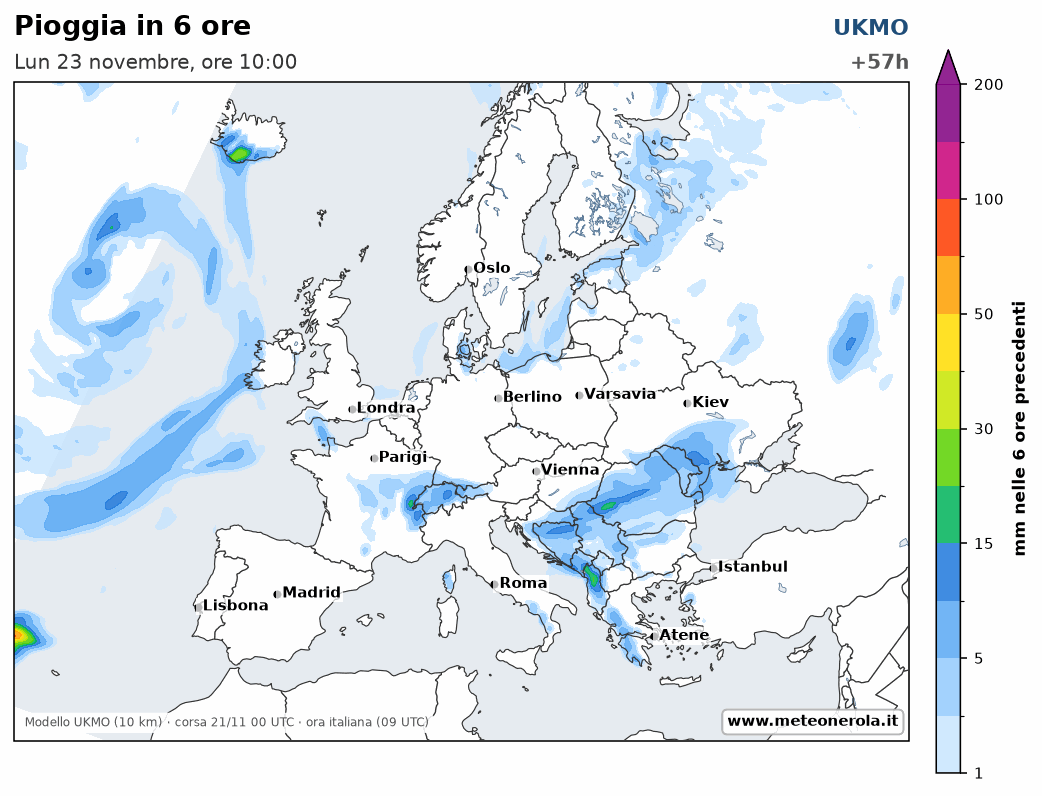 Pioggia in 6 ore
UKMO
Lun 23 novembre, ore 10:00
+57h
200
100
50
30
15
5
1
mm nelle 6 ore precedenti
Oslo
Berlino
Varsavia
Londra
Kiev
Parigi
Vienna
Istanbul
Roma
Madrid
Lisbona
Atene
Modello UKMO (10 km) · corsa 21/11 00 UTC · ora italiana (09 UTC)
www.meteonerola.it